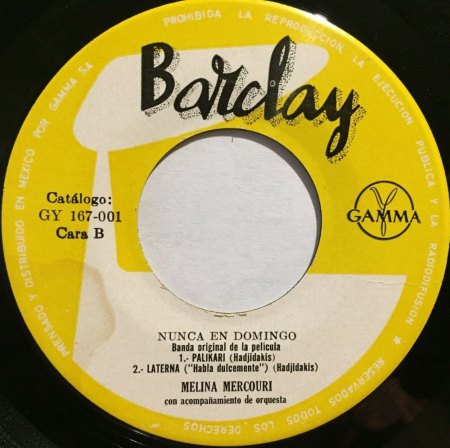 PROHIBIDA LA REPRODUCCION, LA EJECUCION PUBLICA Y LA RADIODIFUSION
Barclay
Catálogo:
GY 167-001
Cara B
GAMMA
NUNCA EN DOMINGO
Banda original de la película
1.- PALIKARI (Hadjidakis)
2.- LATERNA ("Habla dulcemente") (Hadjidakis)
MELINA MERCOURI
con acompañamiento de orquesta
PRENSADO Y DISTRIBUIDO EN MEXICO POR GAMMA SA
RESERVADOS TODOS LOS DERECHOS